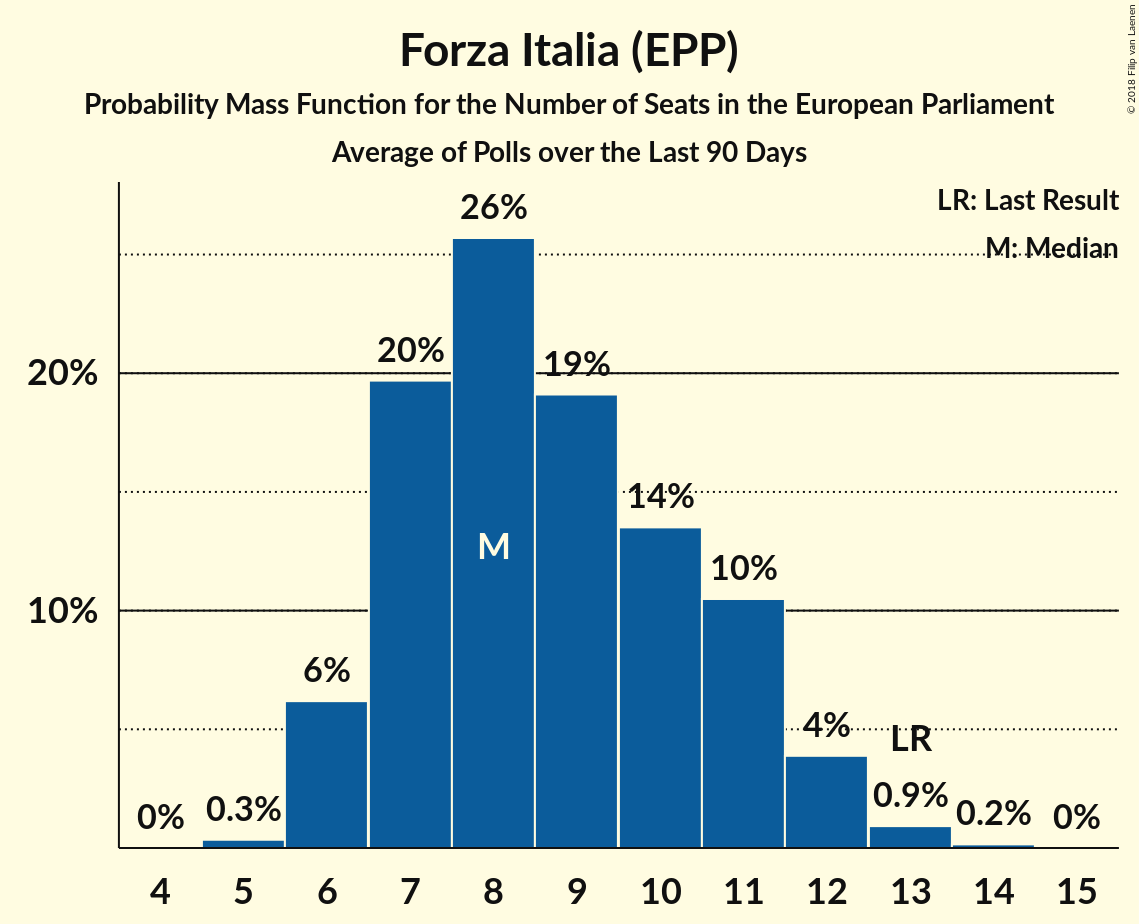 Forza Italia (EPP)
Probability Mass Function for the Number of Seats in the European Parliament
Average of Polls over the Last 90 Days
© 2018 Filip van Laenen
LR: Last Result
M: Median
26%
20%
19%
20%
14%
M
10%
10%
6%
4%
LR
0.9%
0%
0.3%
0.2%
0%
4 5 6 7 8 9 10 11 12 13 14 15